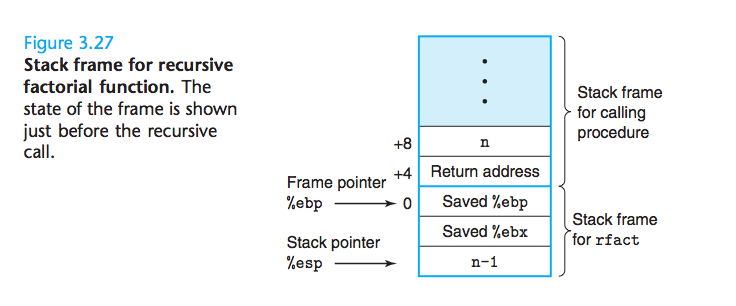 Figure 3.27
Stack frame for recursive
factorial function. The
state of the frame is shown
just before the recursive
call.
Stack frame
for calling
procedure
+8 n
+4 Return address
Frame pointer
%ebp 0 Saved %ebp
Saved %ebx
Stack frame
for rfact
Stack pointer
%esp n-1